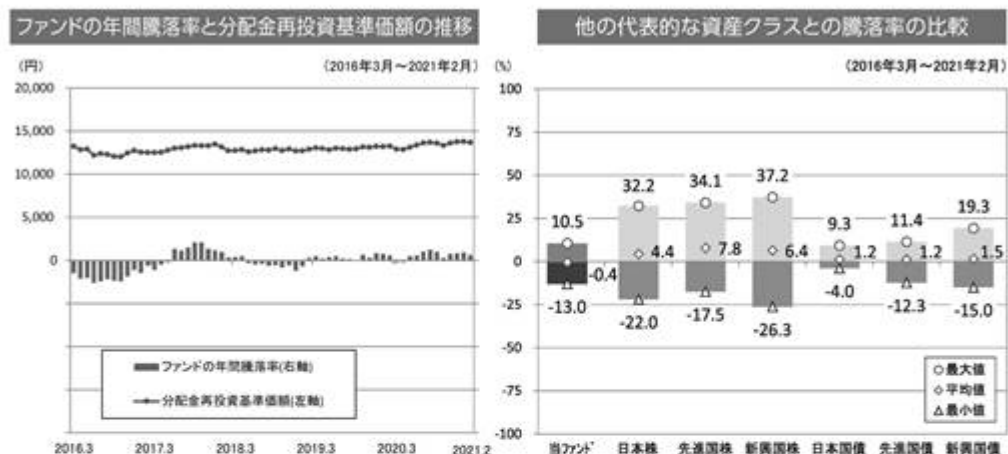 ファンドの年間騰落率と分配金再投資基準価額の推移
(円)
(2016年3月～2021年2月)
20,000
15,000
10,000
5,000
0
ファンドの年間騰落率(右軸)
分配金再投資基準価額(左軸)
2016.3 2017.3 2018.3 2019.3 2020.3 2021.2
他の代表的な資産クラスとの騰落率の比較
(%)
(2016年3月～2021年2月)
100
75
50
25
0
-25
-50
-75
-100
10.5 32.2 34.1 37.2 9.3 11.4 19.3
-0.4 4.4 7.8 6.4 1.2 1.2 1.5
-13.0 -22.0 -17.5 -26.3 -4.0 -12.3 -15.0
最大値
平均値
最小値
当ファンド 日本株 先進国株 新興国株 日本国債 先進国債 新興国債